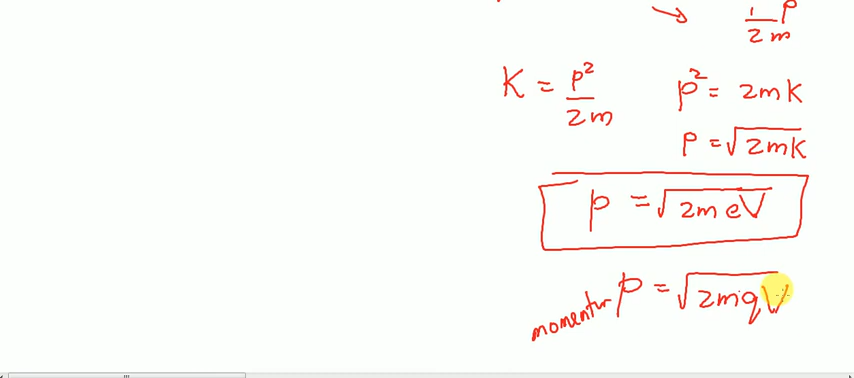 1/2m P
K = p²/2m    p² = 2mK
p = √2mK
p = √2meV
momentum p = √2mqV